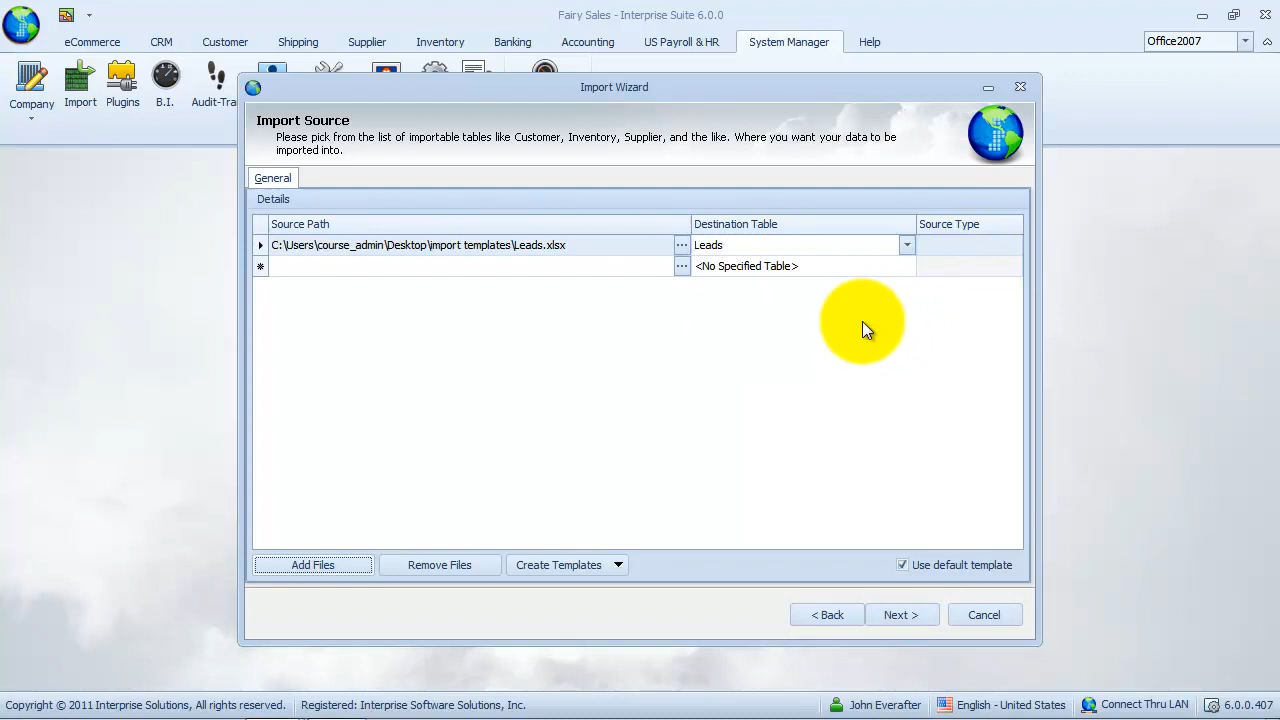 Fairy Sales - Interprise Suite 6.0.0
eCommerce CRM Customer Shipping Supplier Inventory Banking Accounting US Payroll & HR System Manager Help Office2007
Company Import Plugins B.I. Audit-Tra
Import Wizard
Import Source
Please pick from the list of importable tables like Customer, Inventory, Supplier, and the like. Where you want your data to be
imported into.
General
Details
Source Path Destination Table Source Type
C:\Users\course_admin\Desktop\import templates\Leads.xlsx ... Leads
... <No Specified Table>
Add Files Remove Files Create Templates Use default template
< Back Next > Cancel
Copyright © 2011 Interprise Solutions, All rights reserved. Registered: Interprise Software Solutions, Inc. John Everafter English - United States Connect Thru LAN 6.0.0.407